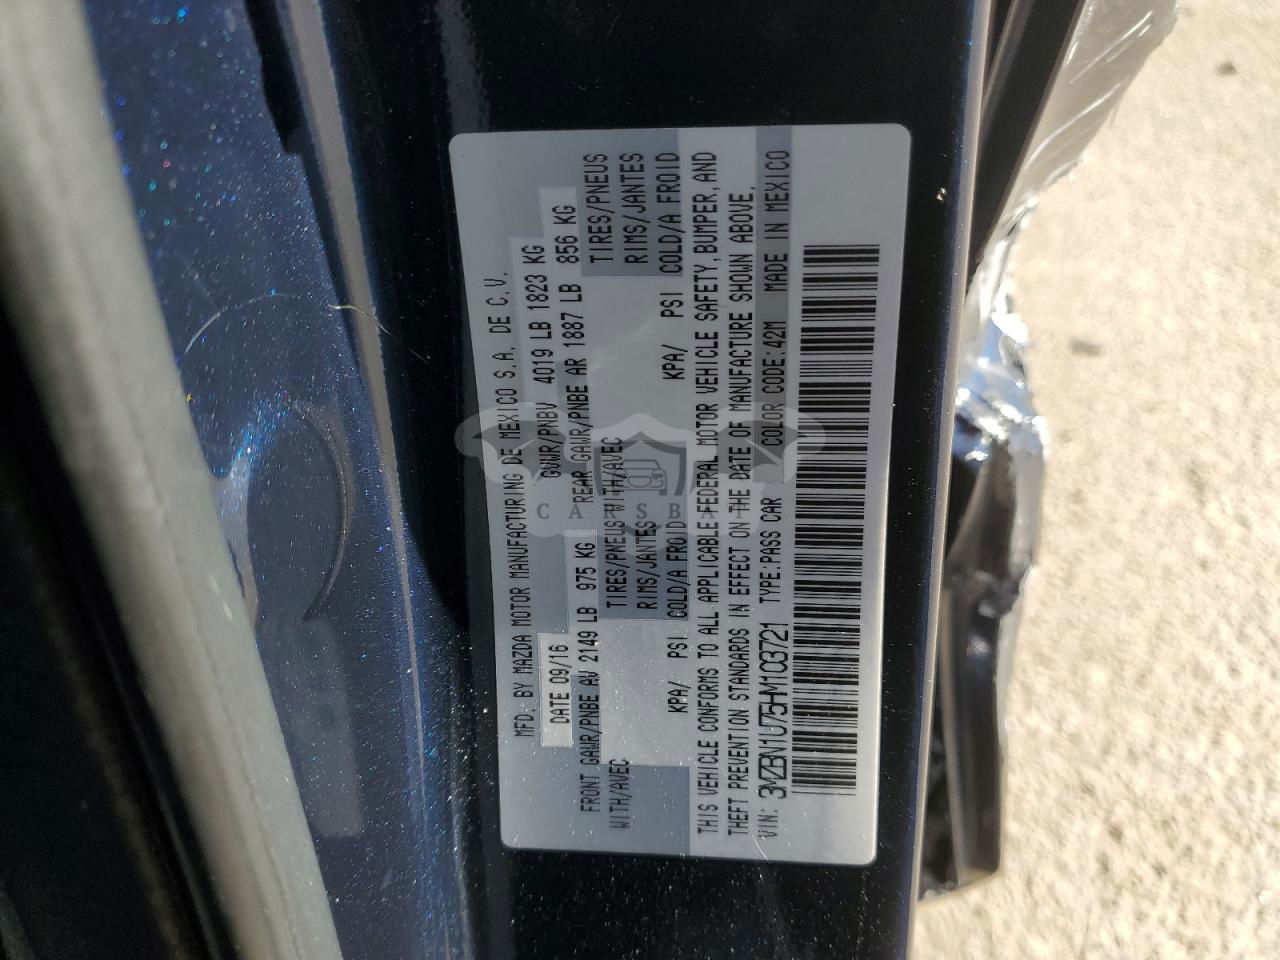 MFD. BY MAZDA MOTOR MANUFACTURING DE MEXICO S.A. DE C.V.
DATE 09/16 GVWR/PNBV 4019 LB 1823 KG
FRONT GAWR/PNBE AV 2149 LB 975 KG REAR GAWR/PNBE AR 1887 LB 856 KG
WITH/AVEC TIRES/PNEUS WITH/AVEC TIRES/PNEUS
RIMS/JANTES RIMS/JANTES
KPA/ PSI COLD/A FROID KPA/ PSI COLD/A FROID
THIS VEHICLE CONFORMS TO ALL APPLICABLE FEDERAL MOTOR VEHICLE SAFETY, BUMPER, AND
THEFT PREVENTION STANDARDS IN EFFECT ON THE DATE OF MANUFACTURE SHOWN ABOVE.
VIN: 3MZBN1U75HM103721 TYPE:PASS CAR COLOR CODE:42M MADE IN MEXICO